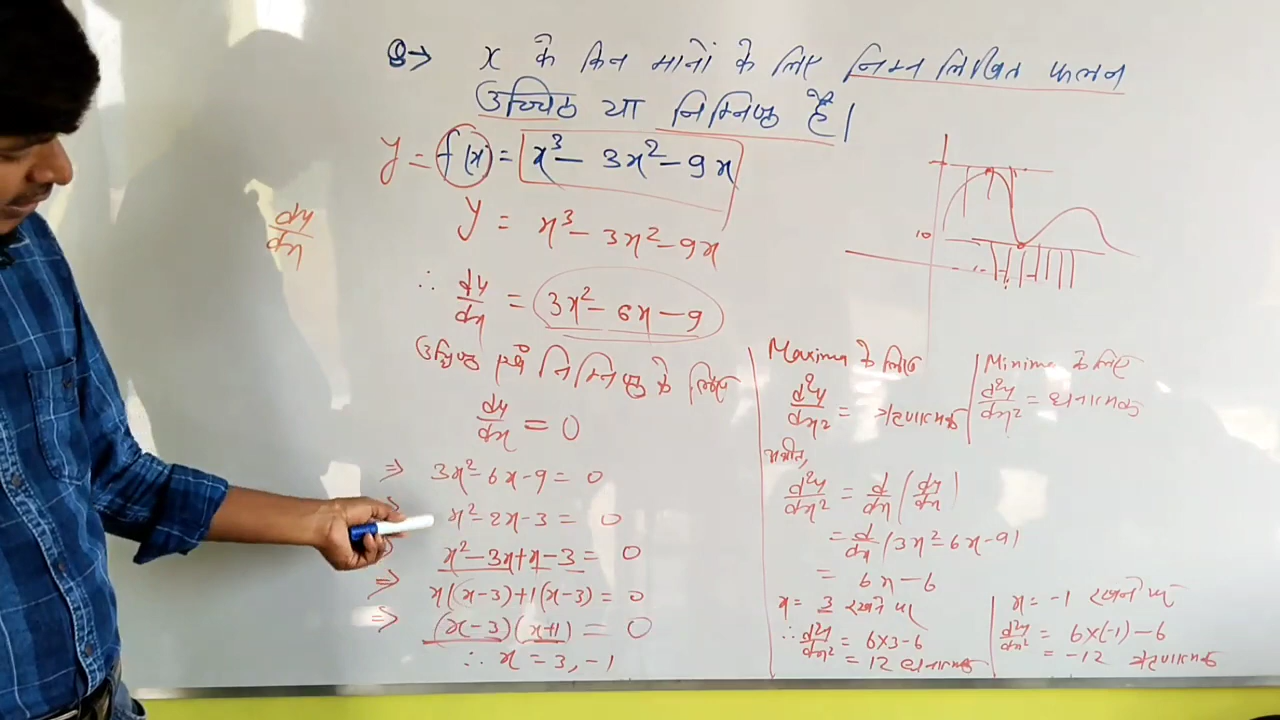 Q→ x के किन मानों के लिए निम्न लिखित फलन
उच्चिष्ठ या निम्निष्ठ है।
y = f(x) = x³ - 3x² - 9x
y = x³ - 3x² - 9x
dy/dx
∴ dy/dx = 3x² - 6x - 9
10
उच्चिष्ठ एवं निम्निष्ठ के लिए
dy/dx = 0
⇒ 3x² - 6x - 9 = 0
x² - 2x - 3 = 0
x² - 3x + x - 3 = 0
⇒ x(x-3)+1(x-3) = 0
⇒ (x-3)(x+1) = 0
∴ x = 3, -1
Maxima के लिए
d²y/dx² = ऋणात्मक
Minima के लिए
d²y/dx² = धनात्मक
अर्थात,
d²y/dx² = d/dx (dy/dx)
= d/dx (3x² - 6x - 9)
= 6x - 6
x = 3 रखने पर
∴ d²y/dx² = 6×3-6
= 12 धनात्मक
x = -1 रखने पर
d²y/dx² = 6×(-1)-6
= -12 ऋणात्मक